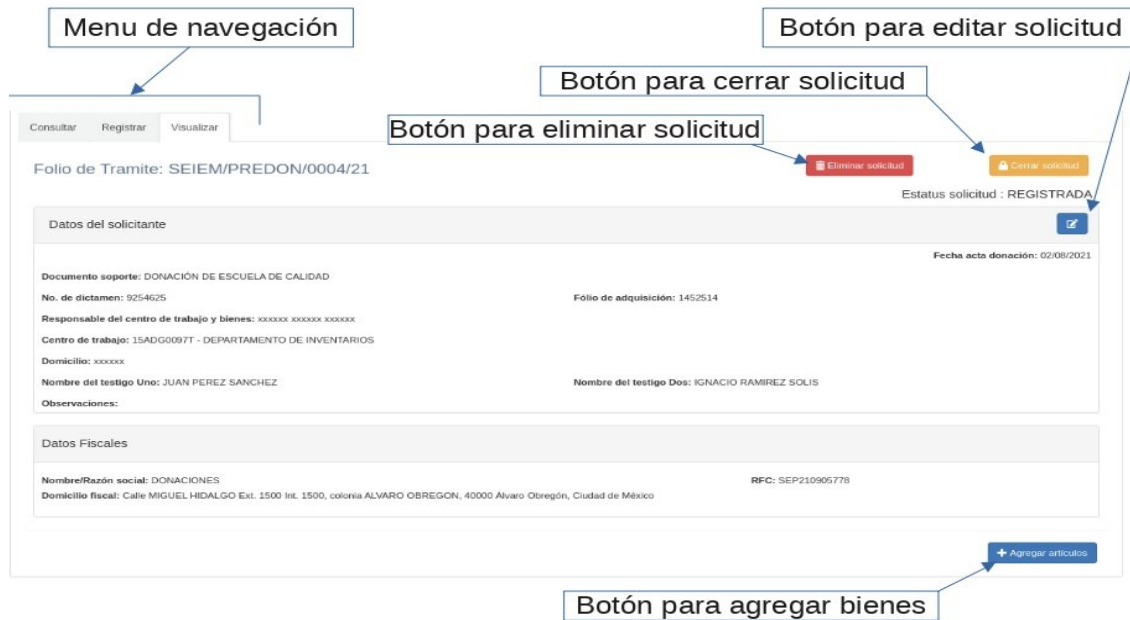 Menu de navegación
Botón para editar solicitud
Botón para cerrar solicitud
Botón para eliminar solicitud
Consultar Registrar Visualizar
Folio de Tramite: SEIEM/PREDON/0004/21
Eliminar solicitud
Cerrar solicitud
Estatus solicitud : REGISTRADA
Datos del solicitante
Fecha acta donación: 02/08/2021
Documento soporte: DONACIÓN DE ESCUELA DE CALIDAD
No. de dictamen: 9254625 Fólio de adquisición: 1452514
Responsable del centro de trabajo y bienes: xxxxxx xxxxxx xxxxxx
Centro de trabajo: 15ADG0097T - DEPARTAMENTO DE INVENTARIOS
Domicilio: xxxxxx
Nombre del testigo Uno: JUAN PEREZ SANCHEZ Nombre del testigo Dos: IGNACIO RAMIREZ SOLIS
Observaciones:
Datos Fiscales
Nombre/Razón social: DONACIONES RFC: SEP210905778
Domicilio fiscal: Calle MIGUEL HIDALGO Ext. 1500 Int. 1500, colonia ALVARO OBREGON, 40000 Álvaro Obregón, Ciudad de México
Agregar artículos
Botón para agregar bienes